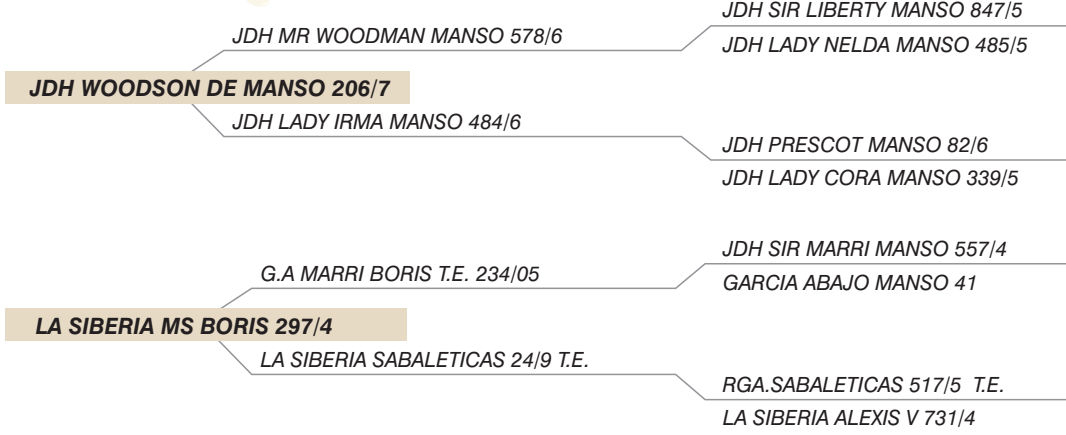 JDH SIR LIBERTY MANSO 847/5
JDH MR WOODMAN MANSO 578/6
JDH LADY NELDA MANSO 485/5
JDH WOODSON DE MANSO 206/7
JDH LADY IRMA MANSO 484/6
JDH PRESCOT MANSO 82/6
JDH LADY CORA MANSO 339/5
JDH SIR MARRI MANSO 557/4
G.A MARRI BORIS T.E. 234/05
GARCIA ABAJO MANSO 41
LA SIBERIA MS BORIS 297/4
LA SIBERIA SABALETICAS 24/9 T.E.
RGA.SABALETICAS 517/5 T.E.
LA SIBERIA ALEXIS V 731/4